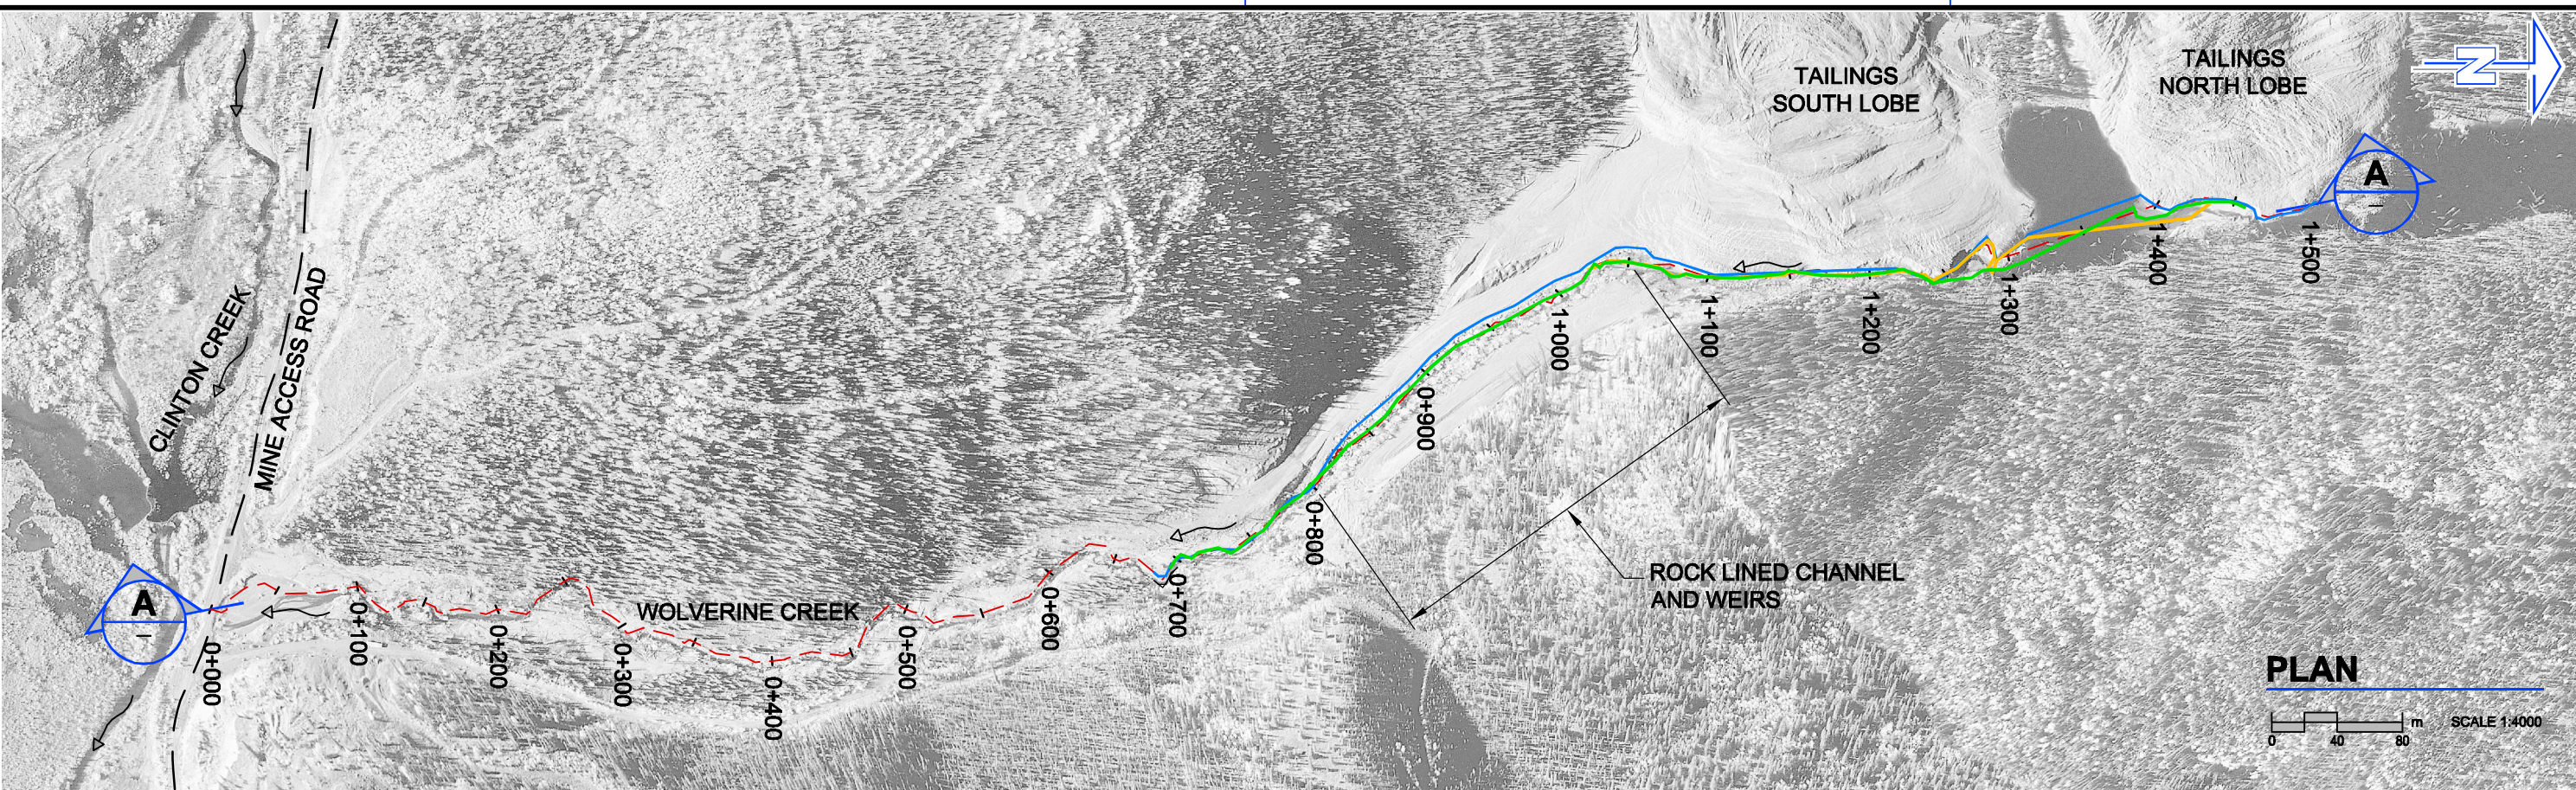 TAILINGS
SOUTH LOBE
TAILINGS
NORTH LOBE
N
A
–
CLINTON CREEK
MINE ACCESS ROAD
WOLVERINE CREEK
ROCK LINED CHANNEL
AND WEIRS
A
–
0+000
0+100
0+200
0+300
0+400
0+500
0+600
0+700
0+800
0+900
1+000
1+100
1+200
1+300
1+400
1+500
PLAN
0 40 80 m
SCALE 1:4000